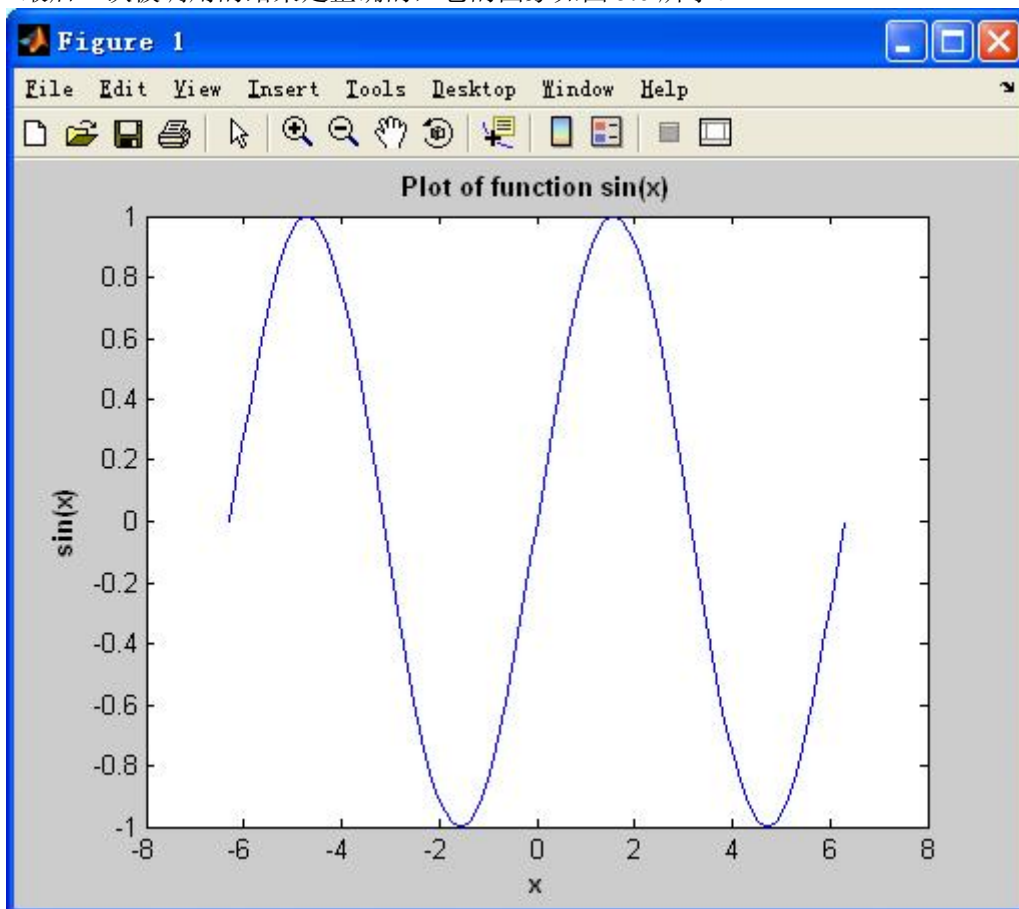 Figure 1
File Edit View Insert Tools Desktop Window Help
Plot of function sin(x)
1
0.8
0.6
0.4
0.2
0
-0.2
-0.4
-0.6
-0.8
-1
sin(x)
-8 -6 -4 -2 0 2 4 6 8
x